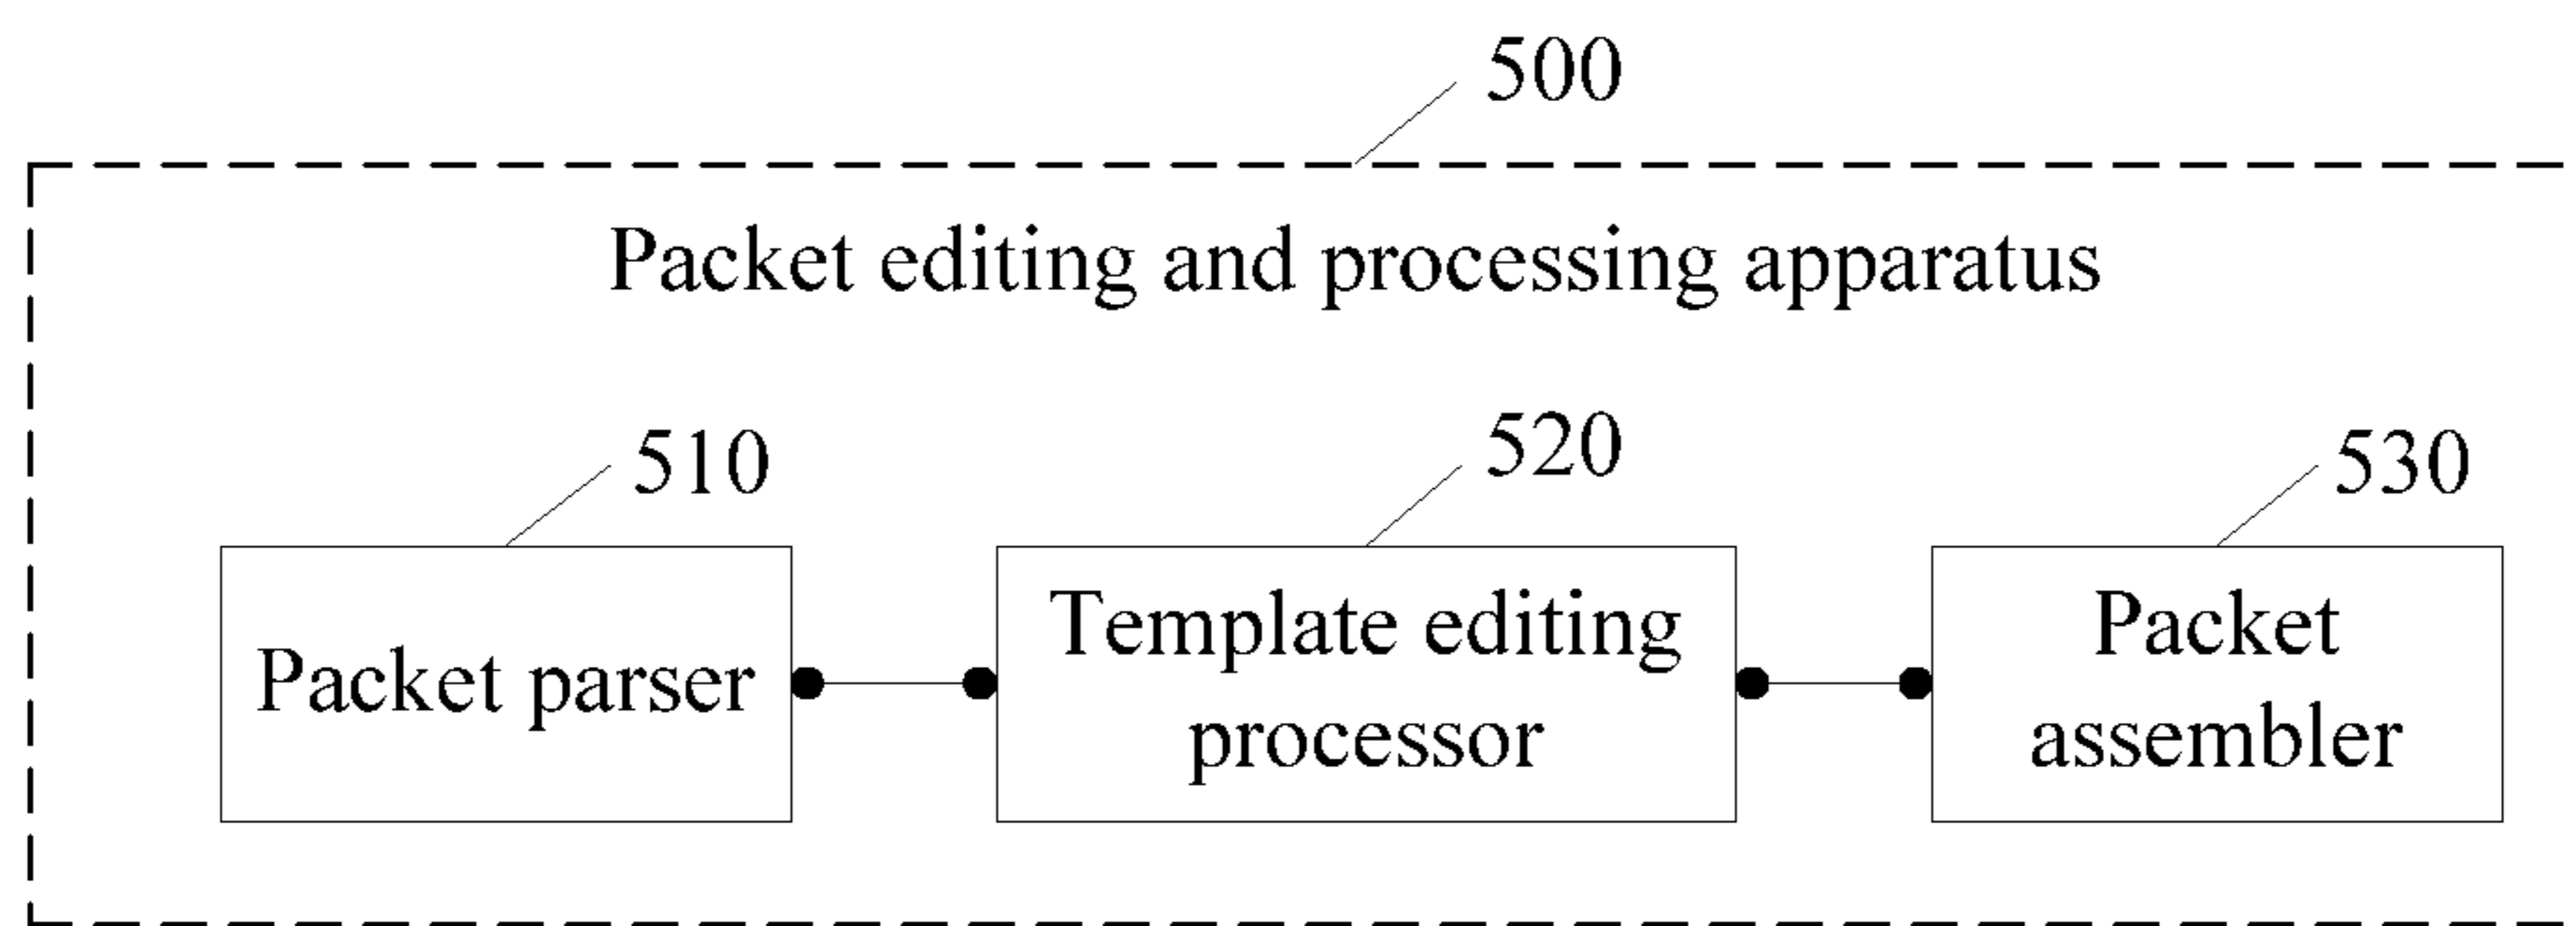 500
Packet editing and processing apparatus
510
520
530
Packet parser
Template editing
processor
Packet
assembler